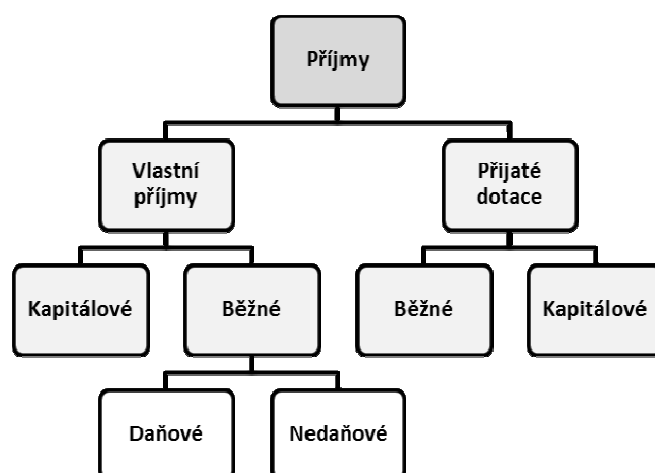 Příjmy
Vlastní
příjmy
Přijaté
dotace
Kapitálové
Běžné
Běžné
Kapitálové
Daňové
Nedaňové